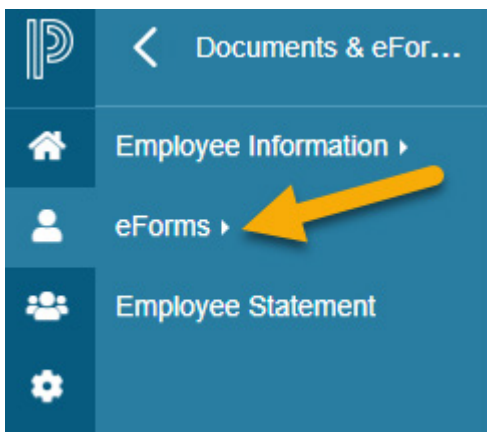 Documents & eFor...
Employee Information
eForms
Employee Statement